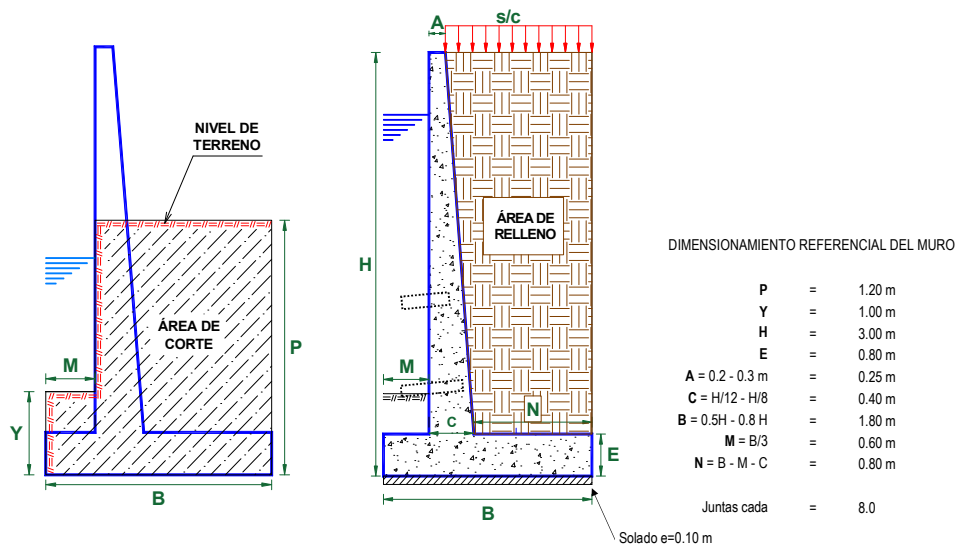 NIVEL DE
TERRENO
ÁREA DE
CORTE
M
Y
P
B
A
s/c
H
ÁREA DE
RELLENO
M
C
N
E
B
Solado e=0.10 m
DIMENSIONAMIENTO REFERENCIAL DEL MURO
P = 1.20 m
Y = 1.00 m
H = 3.00 m
E = 0.80 m
A = 0.2 - 0.3 m = 0.25 m
C = H/12 - H/8 = 0.40 m
B = 0.5H - 0.8 H = 1.80 m
M = B/3 = 0.60 m
N = B - M - C = 0.80 m
Juntas cada = 8.0